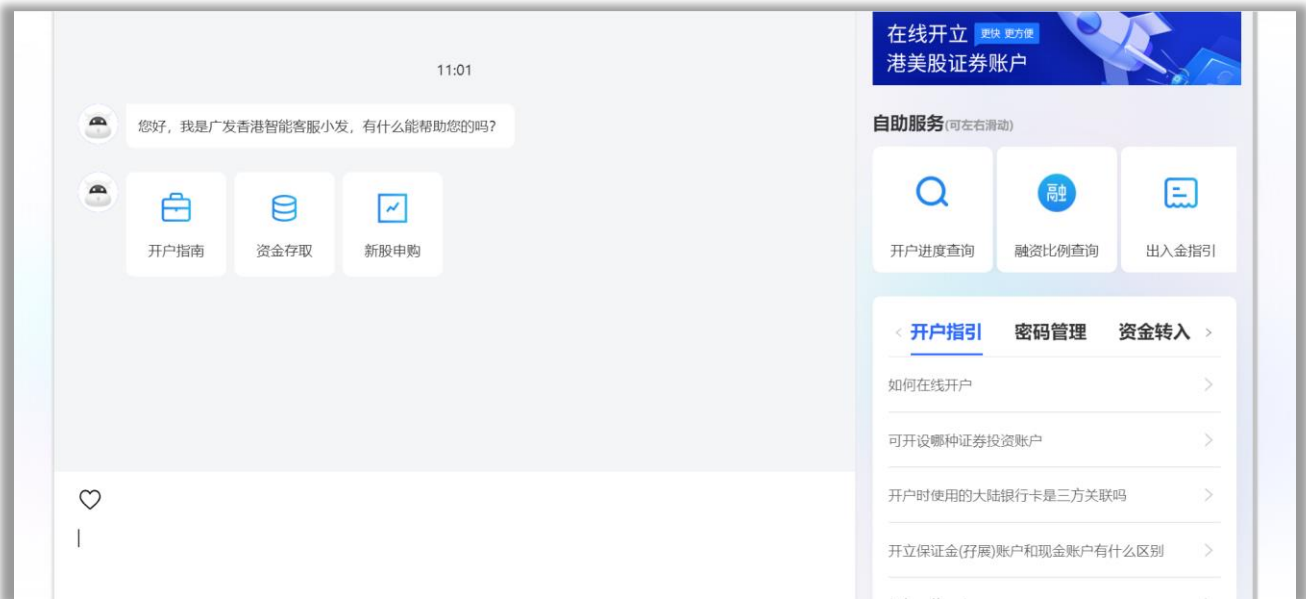 11:01
您好，我是广发香港智能客服小发，有什么能帮助您的吗?
开户指南
资金存取
新股申购
在线开立 更快 更方便
港美股证券账户
自助服务(可左右滑动)
开户进度查询
融
融资比例查询
出入金指引
开户指引 密码管理 资金转入
如何在线开户
可开设哪种证券投资账户
开户时使用的大陆银行卡是三方关联吗
开立保证金(孖展)账户和现金账户有什么区别